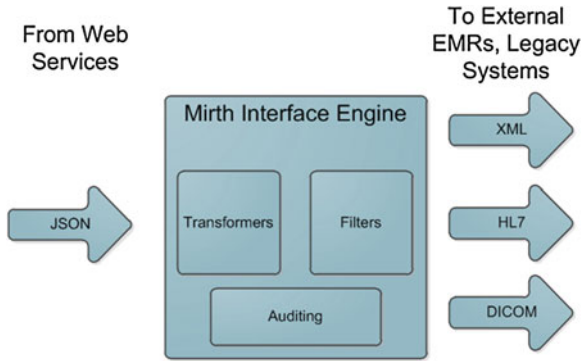 From Web
Services
To External
EMRs, Legacy
Systems
Mirth Interface Engine
XML
JSON
Transformers
Filters
HL7
Auditing
DICOM